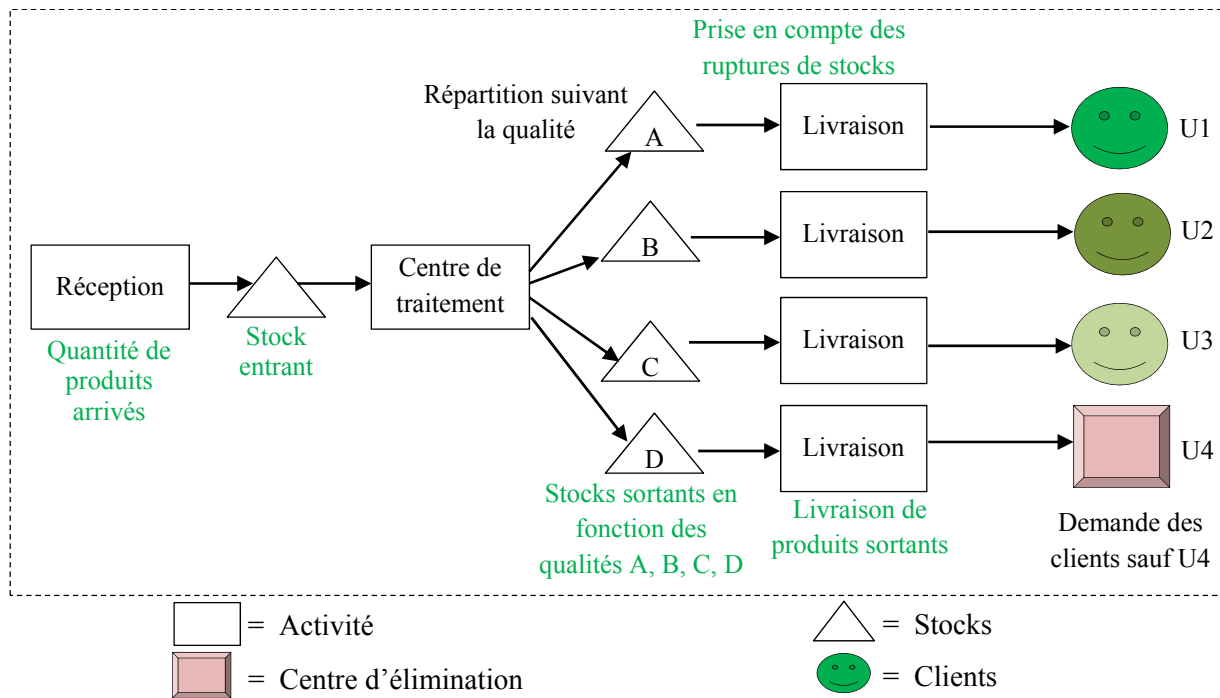 Prise en compte des
ruptures de stocks
Répartition suivant
la qualité
A
Livraison
U1
B
Livraison
U2
Réception
Centre de
traitement
Quantité de
produits
arrivés
Stock
entrant
C
Livraison
U3
D
Livraison
U4
Stocks sortants en
fonction des
qualités A, B, C, D
Livraison de
produits sortants
Demande des
clients sauf U4
= Activité
= Stocks
= Centre d'élimination
= Clients